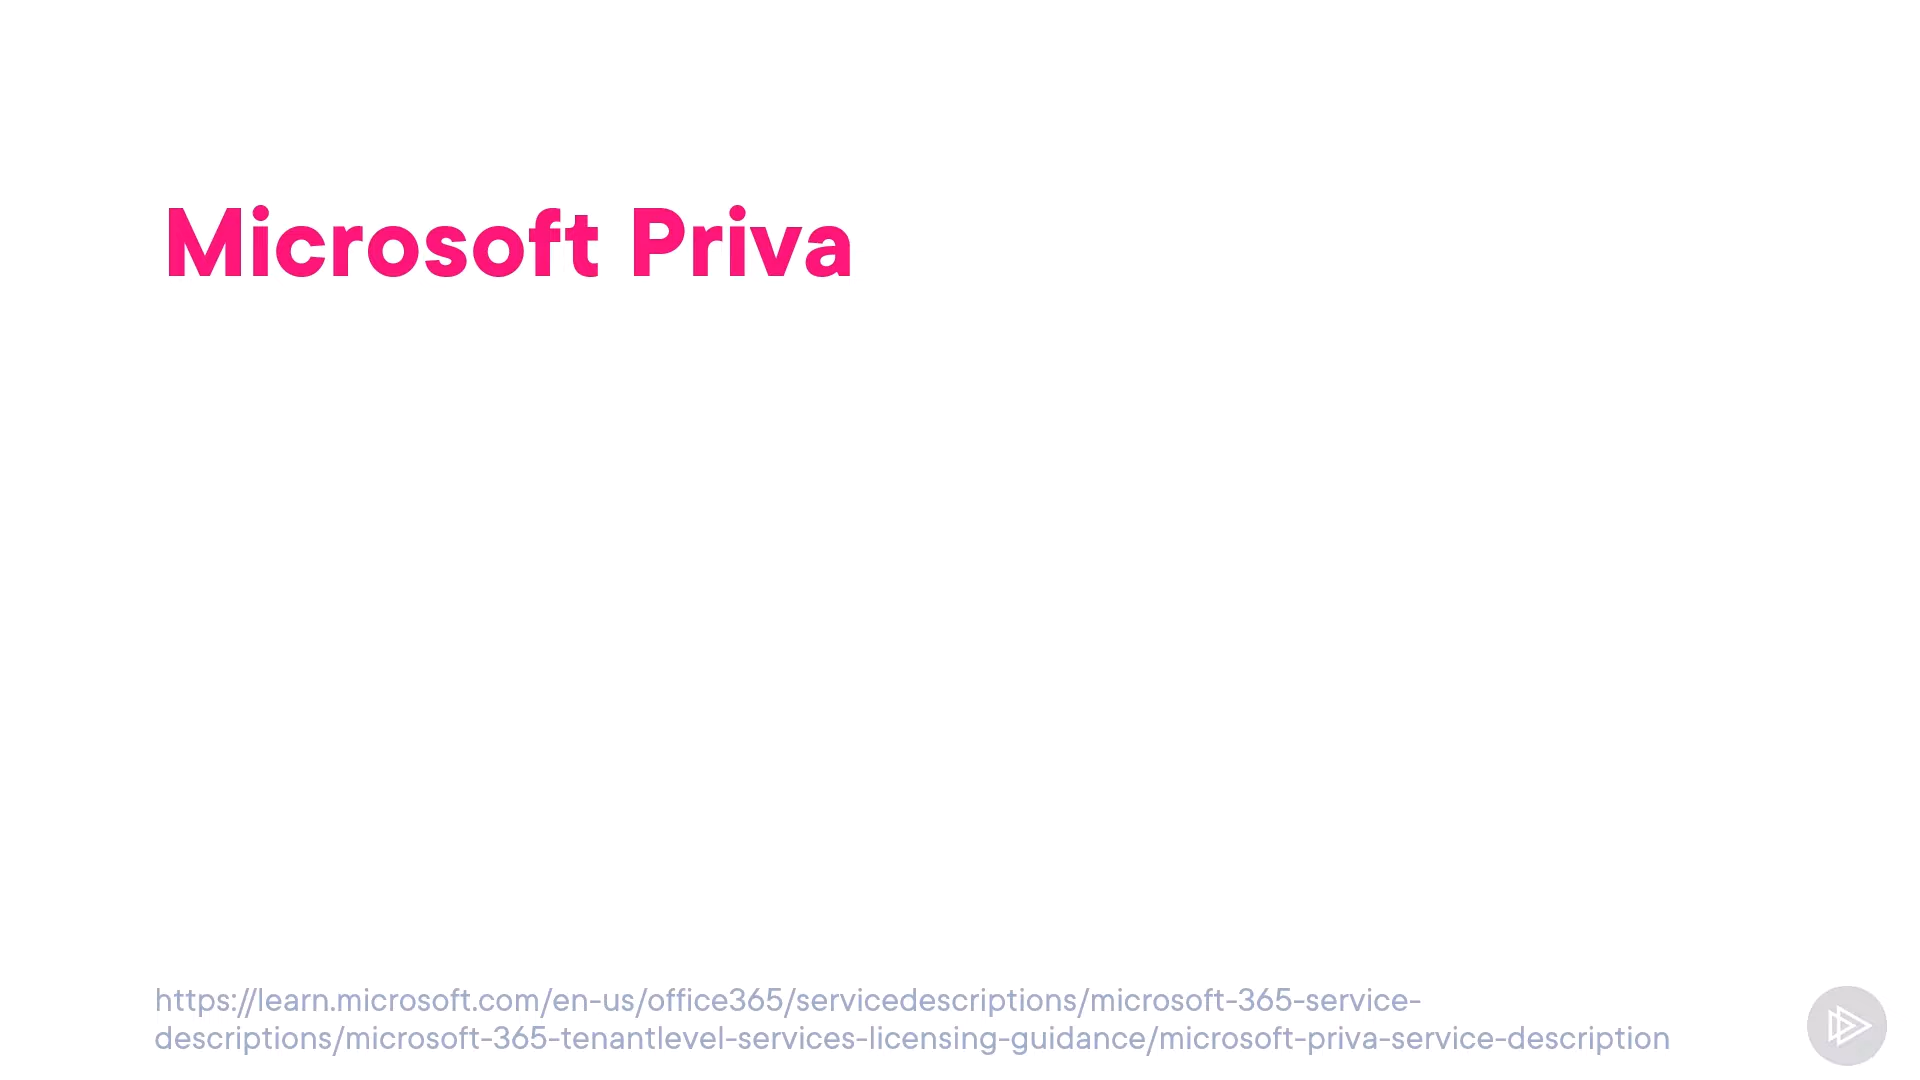 Microsoft Priva
https://learn.microsoft.com/en-us/office365/servicedescriptions/microsoft-365-service-
descriptions/microsoft-365-tenantlevel-services-licensing-guidance/microsoft-priva-service-description